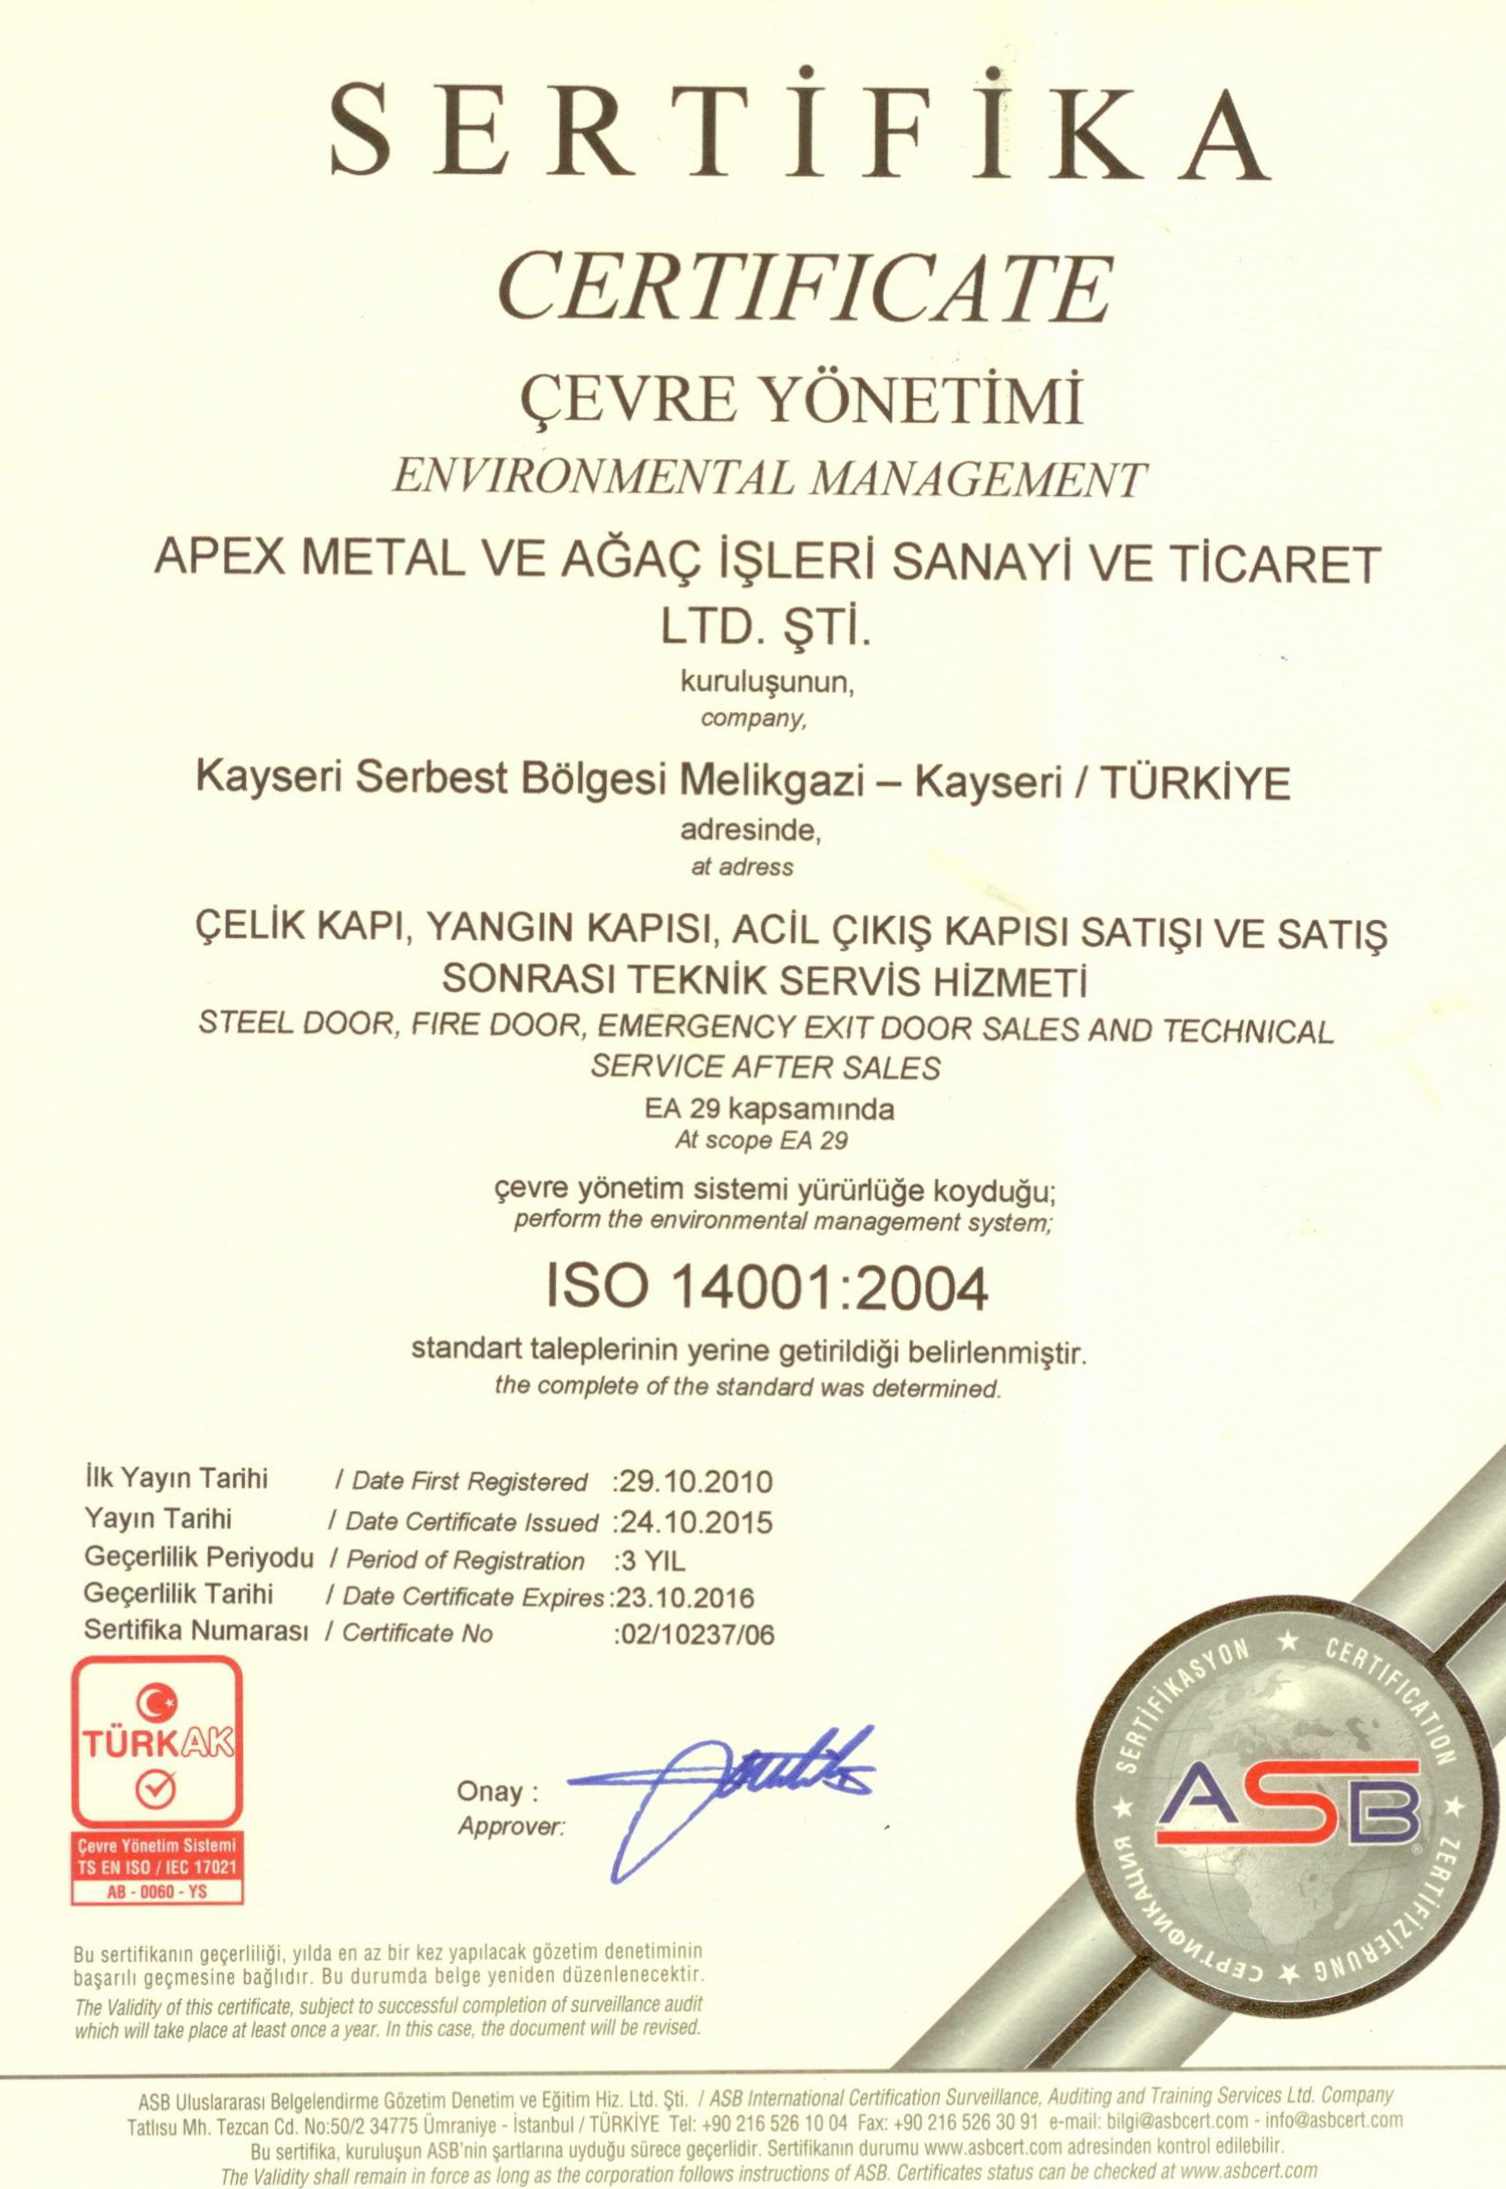 SERTİFİKA
CERTIFICATE
ÇEVRE YÖNETİMİ
ENVIRONMENTAL MANAGEMENT
APEX METAL VE AĞAÇ İŞLERİ SANAYİ VE TİCARET
LTD. ŞTİ.
kuruluşunun,
company,
Kayseri Serbest Bölgesi Melikgazi – Kayseri / TÜRKİYE
adresinde,
at adress
ÇELİK KAPI, YANGIN KAPISI, ACİL ÇIKIŞ KAPISI SATIŞI VE SATIŞ
SONRASI TEKNİK SERVİS HİZMETİ
STEEL DOOR, FIRE DOOR, EMERGENCY EXIT DOOR SALES AND TECHNICAL
SERVICE AFTER SALES
EA 29 kapsamında
At scope EA 29
çevre yönetim sistemi yürürlüğe koyduğu;
perform the environmental management system;
ISO 14001:2004
standart taleplerinin yerine getirildiği belirlenmiştir.
the complete of the standard was determined.
İlk Yayın Tarihi / Date First Registered :29.10.2010
Yayın Tarihi / Date Certificate Issued :24.10.2015
Geçerlilik Periyodu / Period of Registration :3 YIL
Geçerlilik Tarihi / Date Certificate Expires :23.10.2016
Sertifika Numarası / Certificate No :02/10237/06
TÜRKAK
Çevre Yönetim Sistemi
TS EN ISO / IEC 17021
AB - 0060 - YS
Onay :
Approver:
SERTİFİKASYON ★ CERTIFICATION ★ ZERTIFIZIERUNG ★ СЕРТИФИКАЦИЯ ★
ASB®
Bu sertifikanın geçerliliği, yılda en az bir kez yapılacak gözetim denetiminin
başarılı geçmesine bağlıdır. Bu durumda belge yeniden düzenlenecektir.
The Validity of this certificate, subject to successful completion of surveillance audit
which will take place at least once a year. In this case, the document will be revised.
ASB Uluslararası Belgelendirme Gözetim Denetim ve Eğitim Hiz. Ltd. Şti. / ASB International Certification Surveillance, Auditing and Training Services Ltd. Company
Tatlısu Mh. Tezcan Cd. No:50/2 34775 Ümraniye - İstanbul / TÜRKİYE Tel: +90 216 526 10 04 Fax: +90 216 526 30 91 e-mail: bilgi@asbcert.com - info@asbcert.com
Bu sertifika, kuruluşun ASB'nin şartlarına uyduğu sürece geçerlidir. Sertifikanın durumu www.asbcert.com adresinden kontrol edilebilir.
The Validity shall remain in force as long as the corporation follows instructions of ASB. Certificates status can be checked at www.asbcert.com